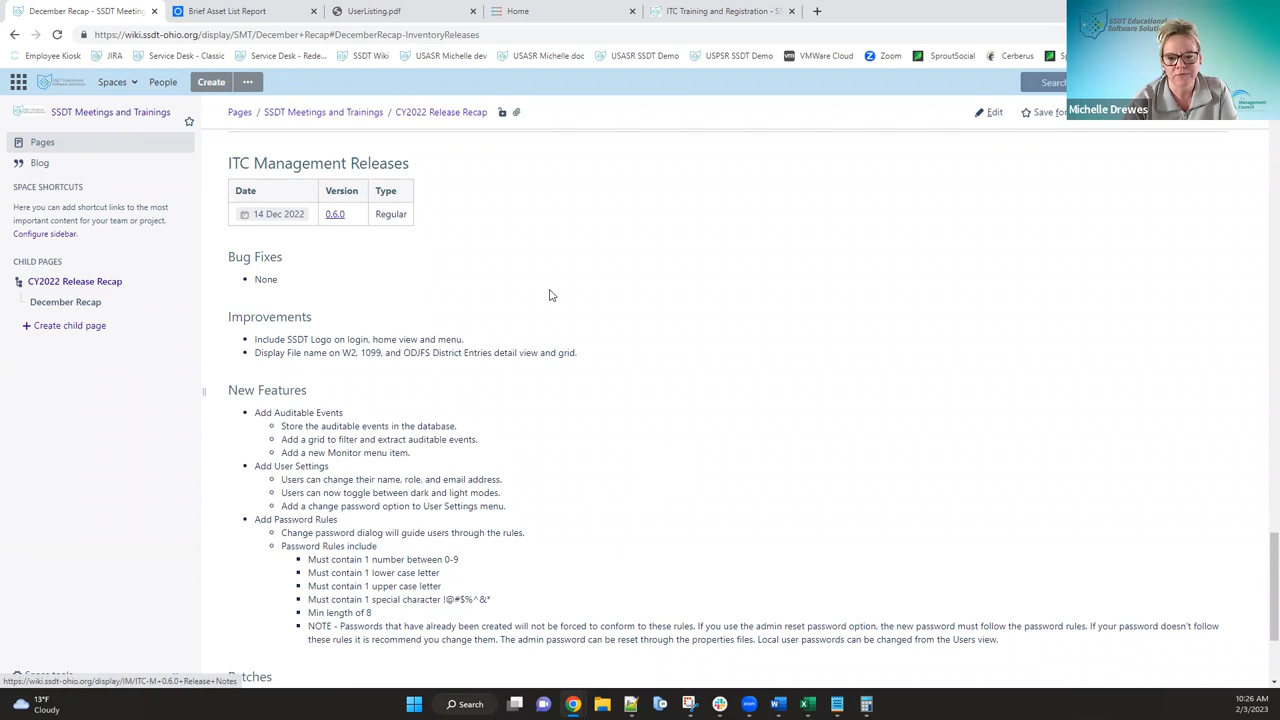 December Recap - SSDT Meeting
Brief Asset List Report
UserListing.pdf
Home
ITC Training and Registration - S
https://wiki.ssdt-ohio.org/display/SMT/December+Recap#DecemberRecap-InventoryReleases
Employee Kiosk JIRA Service Desk - Classic Service Desk - Rede... SSDT Wiki USASR Michelle dev USASR Michelle doc USASR SSDT Demo USPSR SSDT Demo VMWare Cloud Zoom SproutSocial Cerberus
SSDT Educational
Software Solutions
Management
Council
Michelle Drewes
Spaces People Create ••• Search
SSDT Meetings and Trainings
Pages
Blog
SPACE SHORTCUTS
Here you can add shortcut links to the most
important content for your team or project.
Configure sidebar.
CHILD PAGES
CY2022 Release Recap
December Recap
+ Create child page
Pages / SSDT Meetings and Trainings / CY2022 Release Recap
Edit Save for
ITC Management Releases
Date Version Type
14 Dec 2022 0.6.0 Regular
Bug Fixes
• None
Improvements
• Include SSDT Logo on login, home view and menu.
• Display File name on W2, 1099, and ODJFS District Entries detail view and grid.
New Features
• Add Auditable Events
Store the auditable events in the database.
Add a grid to filter and extract auditable events.
Add a new Monitor menu item.
• Add User Settings
Users can change their name, role, and email address.
Users can now toggle between dark and light modes.
Add a change password option to User Settings menu.
• Add Password Rules
Change password dialog will guide users through the rules.
Password Rules include
Must contain 1 number between 0-9
Must contain 1 lower case letter
Must contain 1 upper case letter
Must contain 1 special character !@#$%^&*
Min length of 8
NOTE - Passwords that have already been created will not be forced to conform to these rules. If you use the admin reset password option, the new password must follow the password rules. If your password doesn't follow
these rules it is recommend you change them. The admin password can be reset through the properties files. Local user passwords can be changed from the Users view.
https://wiki.ssdt-ohio.org/display/IIM/ITC-M+0.6.0+Release+Notes
13°F
Cloudy
Search
10:26 AM
2/3/2023